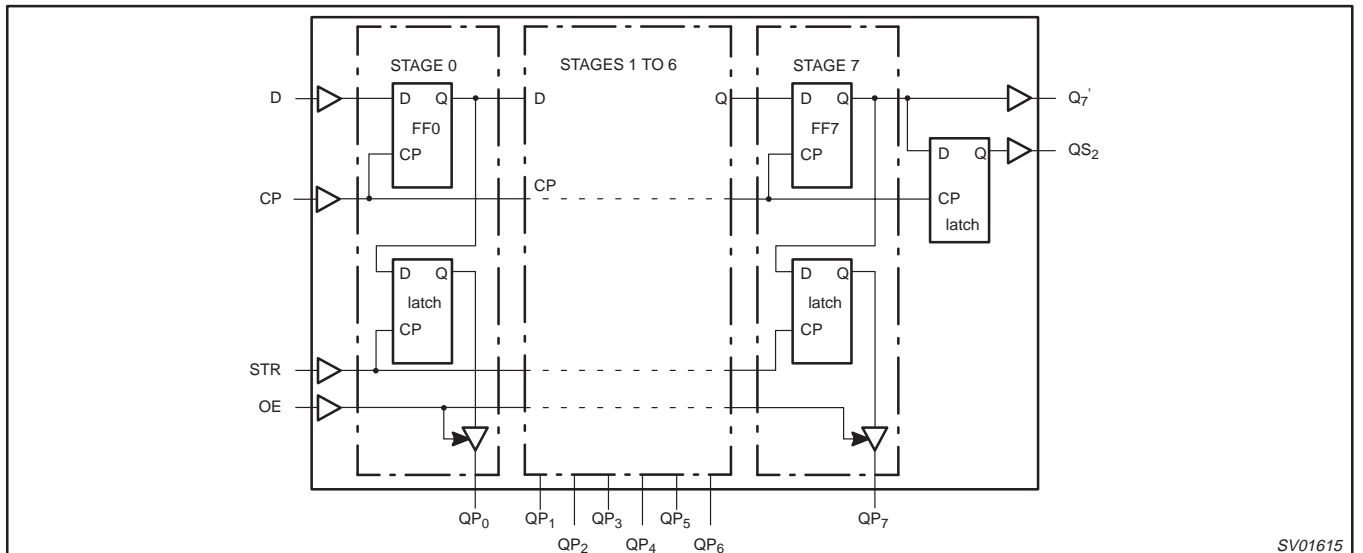 STAGE 0 STAGES 1 TO 6 STAGE 7
D D Q D Q D Q Q7'
FF0 FF7
D Q QS2
CP CP
CP CP CP
latch
D Q D Q
latch latch
CP CP
STR
OE
QP0 QP1 QP3 QP5 QP7
QP2 QP4 QP6
SV01615